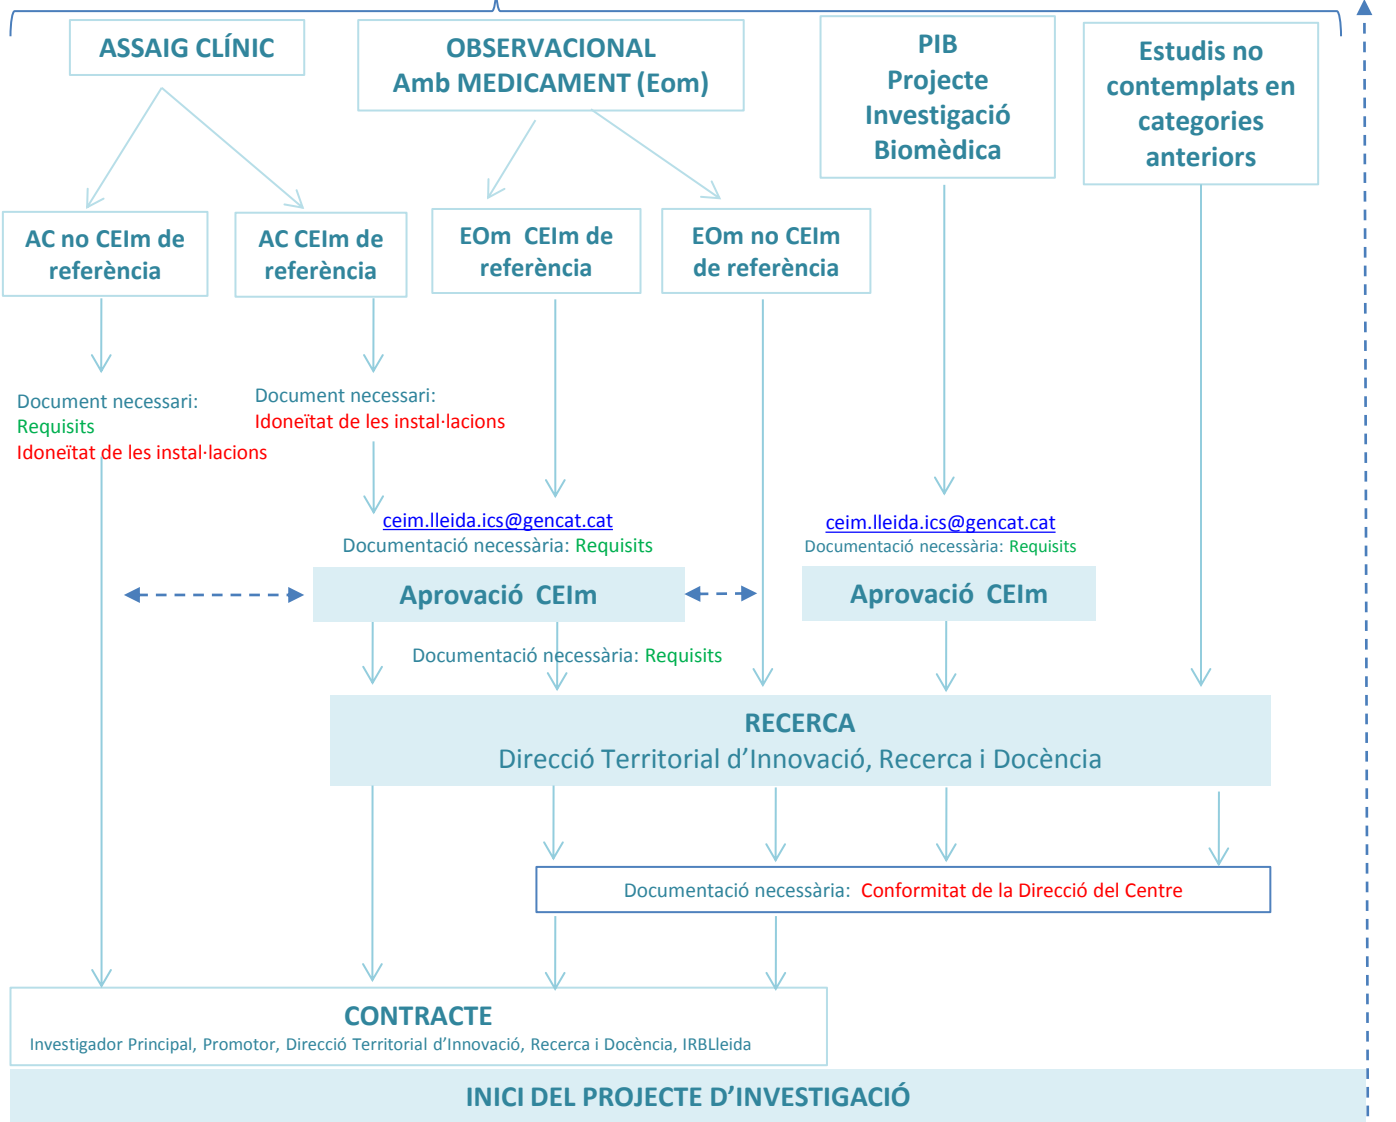 ASSAIG CLÍNIC
OBSERVACIONAL
Amb MEDICAMENT (Eom)
PIB
Projecte
Investigació
Biomèdica
Estudis no
contemplats en
categories
anteriors
AC no CEIm de
referència
AC CEIm de
referència
EOm  CEIm de
referència
EOm no CEIm
de referència
Document necessari:
Requisits
Idoneïtat de les instal·lacions
Document necessari:
Idoneïtat de les instal·lacions
ceim.lleida.ics@gencat.cat
Documentació necessària: Requisits
ceim.lleida.ics@gencat.cat
Documentació necessària: Requisits
Aprovació  CEIm
Aprovació  CEIm
Documentació necessària: Requisits
RECERCA
Direcció Territorial d’Innovació, Recerca i Docència
Documentació necessària:  Conformitat de la Direcció del Centre
CONTRACTE
Investigador Principal, Promotor, Direcció Territorial d’Innovació, Recerca i Docència, IRBLleida
INICI DEL PROJECTE D’INVESTIGACIÓ